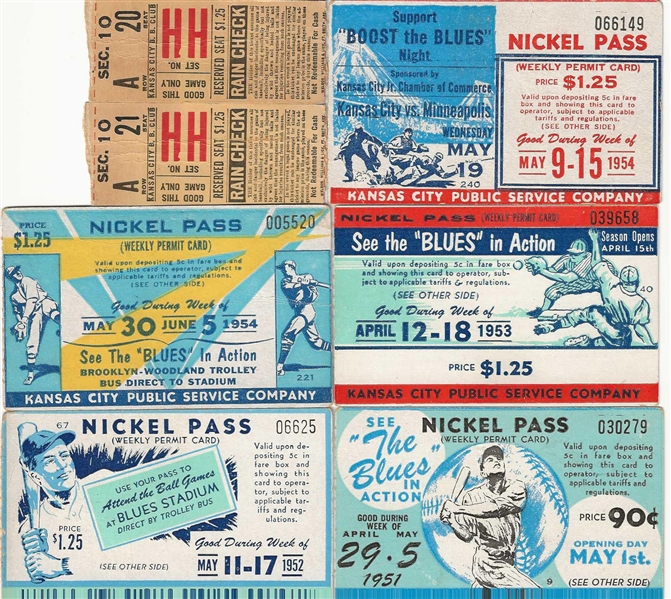 SEC. 10
A
ROW
20
SEAT
KANSAS CITY B. B. CLUB
GOOD THIS
GAME ONLY
HH
SET NO.
RESERVED SEAT $1.25
RAIN CHECK
Not Redeemable For Cash
SEC. 10
A
ROW
21
SEAT
KANSAS CITY B. B. CLUB
GOOD THIS
GAME ONLY
HH
SET NO.
RESERVED SEAT $1.25
RAIN CHECK
Not Redeemable For Cash
Support
"BOOST the BLUES"
Night
Sponsored by
Kansas City Jr. Chamber of Commerce
Kansas City vs. Minneapolis
WEDNESDAY
MAY
19
240
066149
NICKEL PASS
(WEEKLY PERMIT CARD)
PRICE $1.25
Valid upon depositing 5c in fare
box and showing this card to
operator, subject to applicable
tariffs and regulations.
Good During Week of
MAY 9-15 1954
KANSAS CITY PUBLIC SERVICE COMPANY
PRICE
$1.25
NICKEL PASS
005520
(WEEKLY PERMIT CARD)
Valid upon depositing 5c in fare box and
showing this card to operator, subject to
applicable tariffs and regulations.
(SEE OTHER SIDE)
Good During Week of
MAY 30 JUNE 5 1954
See The "BLUES" in Action
BROOKLYN-WOODLAND TROLLEY
BUS DIRECT TO STADIUM
221
KANSAS CITY PUBLIC SERVICE COMPANY
NICKEL PASS (WEEKLY PERMIT CARD) 039658
See the "BLUES" in Action
Season Opens
APRIL 15th
Valid upon depositing 5c in fare
box and showing this card to
operator, subject to applicable
tariffs & regulations.
(SEE OTHER SIDE)
40
Good During Week of
APRIL 12-18 1953
PRICE $1.25
KANSAS CITY PUBLIC SERVICE COMPANY
67
NICKEL PASS
06625
(WEEKLY PERMIT CARD)
USE YOUR PASS TO
Attend the Ball Games
AT BLUES STADIUM
DIRECT BY TROLLEY BUS
Valid upon depositing
5c in fare box and
showing this
card to operator,
subject to
applicable tariffs
and regulations.
PRICE
$1.25
Good During Week of
MAY 11-17 1952
(SEE OTHER SIDE)
SEE
"The
Blues"
IN
ACTION
NICKEL PASS
030279
(WEEKLY PERMIT CARD)
Valid upon depositing
5c in fare box and
showing this card to
operator, subject to
applicable tariffs
and regulations.
GOOD DURING
WEEK OF
APRIL MAY
29-5
1951
PRICE 90¢
OPENING DAY
MAY 1st.
9
(SEE OTHER SIDE)